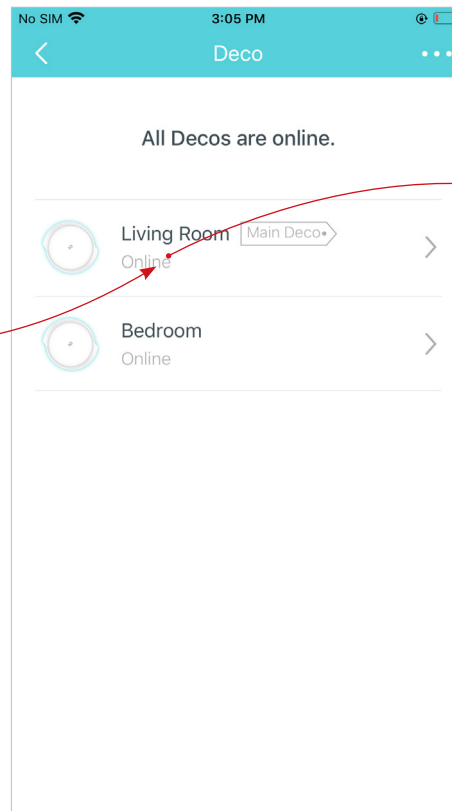 No SIM 3:05 PM
Deco
All Decos are online.
Living Room Main Deco
Online
Bedroom
Online